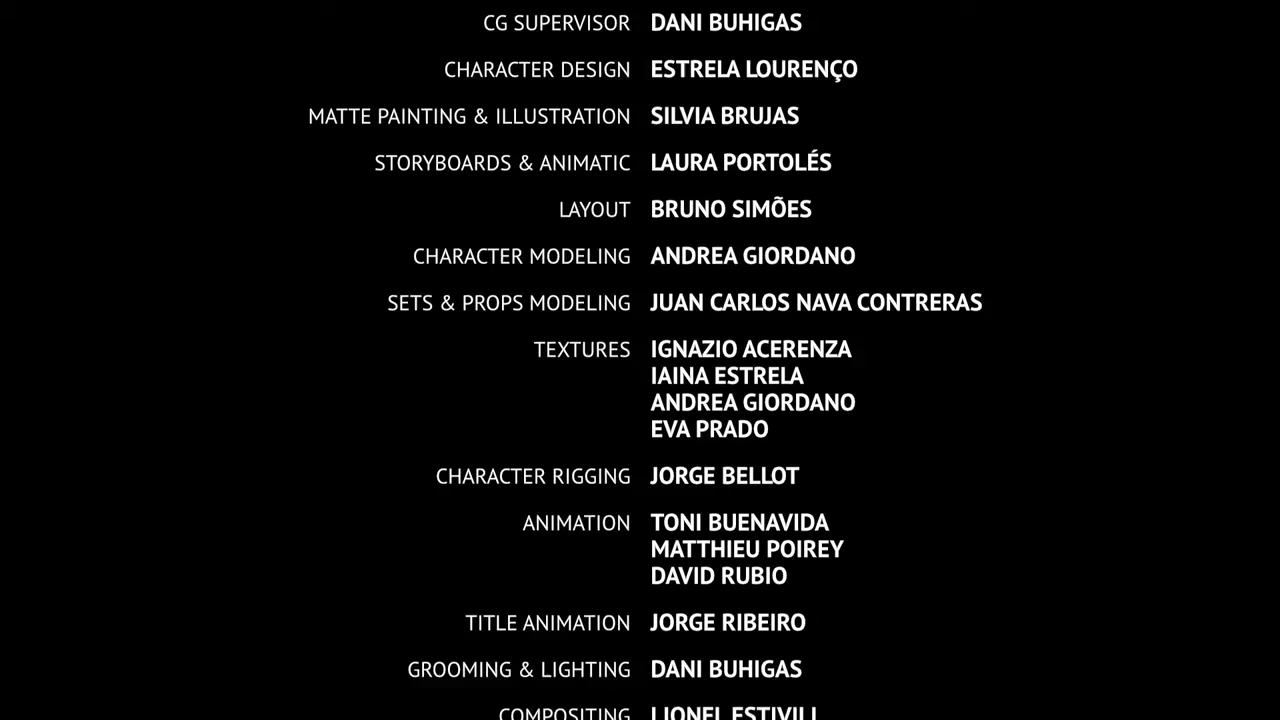 CG SUPERVISOR DANI BUHIGAS
CHARACTER DESIGN ESTRELA LOURENÇO
MATTE PAINTING & ILLUSTRATION SILVIA BRUJAS
STORYBOARDS & ANIMATIC LAURA PORTOLÉS
LAYOUT BRUNO SIMÕES
CHARACTER MODELING ANDREA GIORDANO
SETS & PROPS MODELING JUAN CARLOS NAVA CONTRERAS
TEXTURES IGNAZIO ACERENZA
IAINA ESTRELA
ANDREA GIORDANO
EVA PRADO
CHARACTER RIGGING JORGE BELLOT
ANIMATION TONI BUENAVIDA
MATTHIEU POIREY
DAVID RUBIO
TITLE ANIMATION JORGE RIBEIRO
GROOMING & LIGHTING DANI BUHIGAS
COMPOSITING LIONEL ESTIVILL